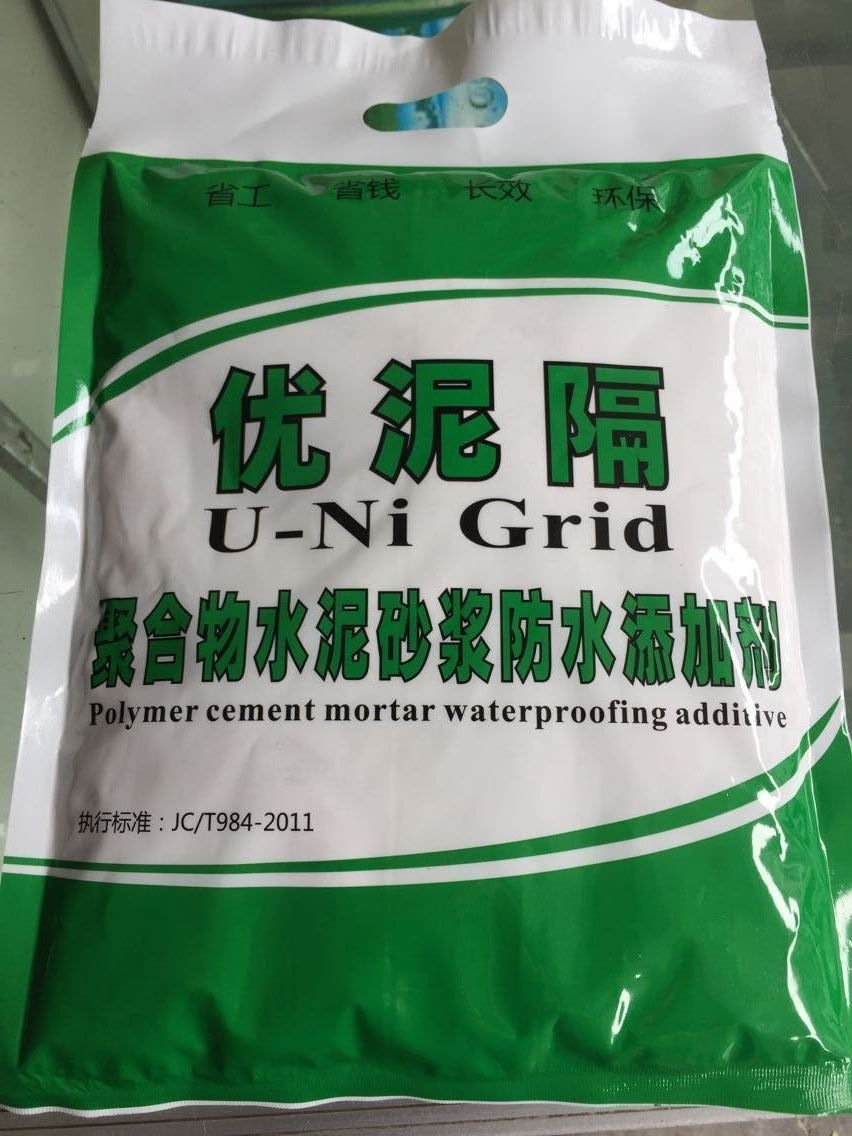 省工 省钱 长效 环保
优泥隔
U-Ni Grid
聚合物水泥砂浆防水添加剂
Polymer cement mortar waterproofing additive
执行标准：JC/T984-2011